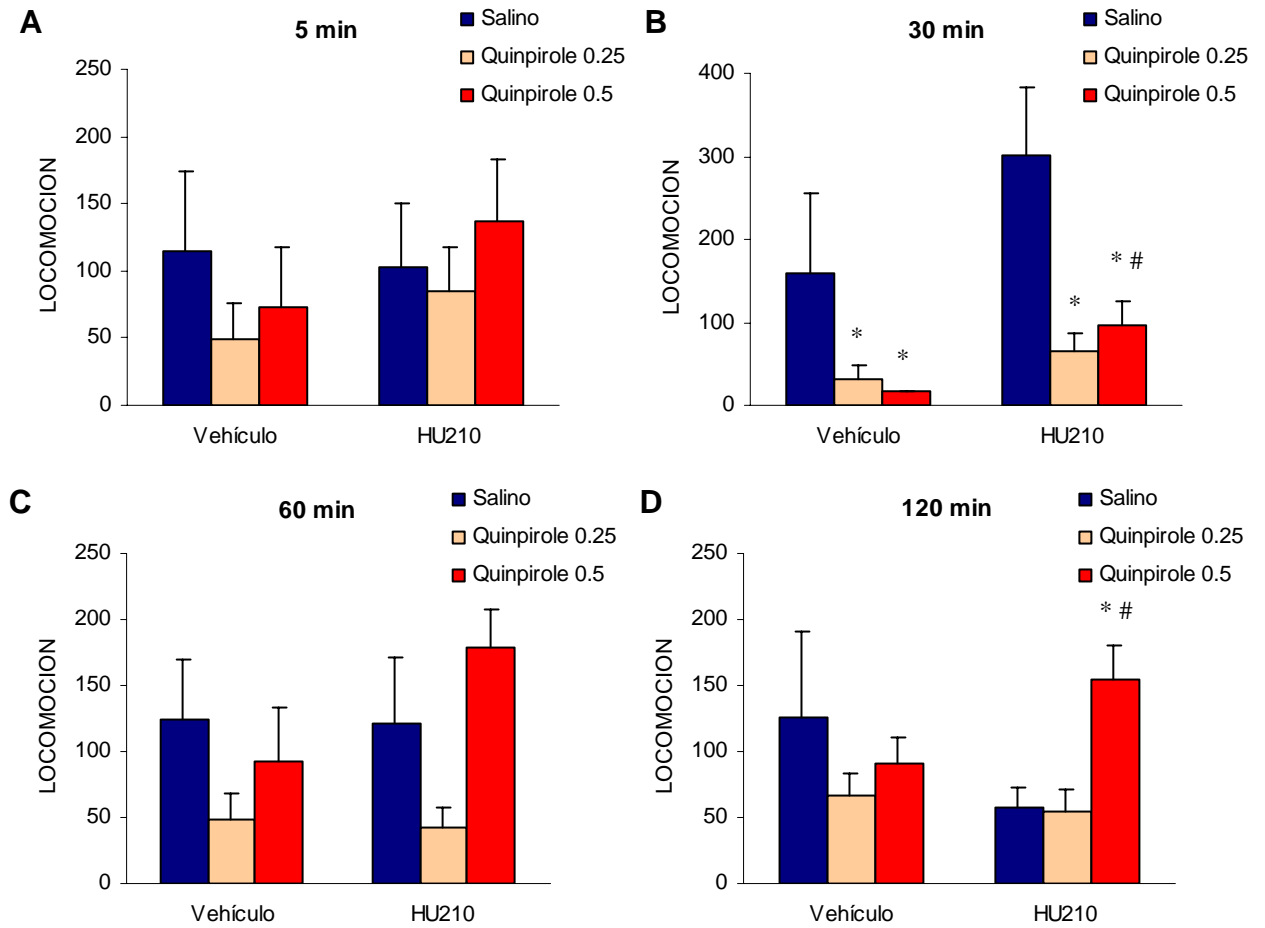 A
5 min
Salino
Quinpirole 0.25
Quinpirole 0.5
LOCOMOCION
250
200
150
100
50
0
Vehículo HU210
B
30 min
Salino
Quinpirole 0.25
Quinpirole 0.5
LOCOMOCION
400
300
200
100
0
* * * * #
Vehículo HU210
C
60 min
Salino
Quinpirole 0.25
Quinpirole 0.5
LOCOMOCION
250
200
150
100
50
0
Vehículo HU210
D
120 min
Salino
Quinpirole 0.25
Quinpirole 0.5
LOCOMOCION
250
200
150
100
50
0
* #
Vehículo HU210